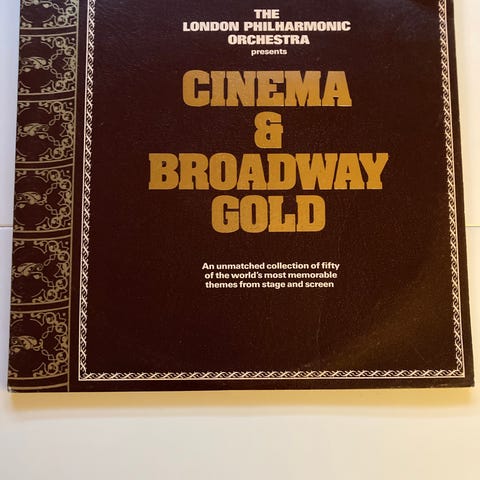 THE
LONDON PHILHARMONIC
ORCHESTRA
presents
CINEMA
&
BROADWAY
GOLD
An unmatched collection of fifty
of the world's most memorable
themes from stage and screen